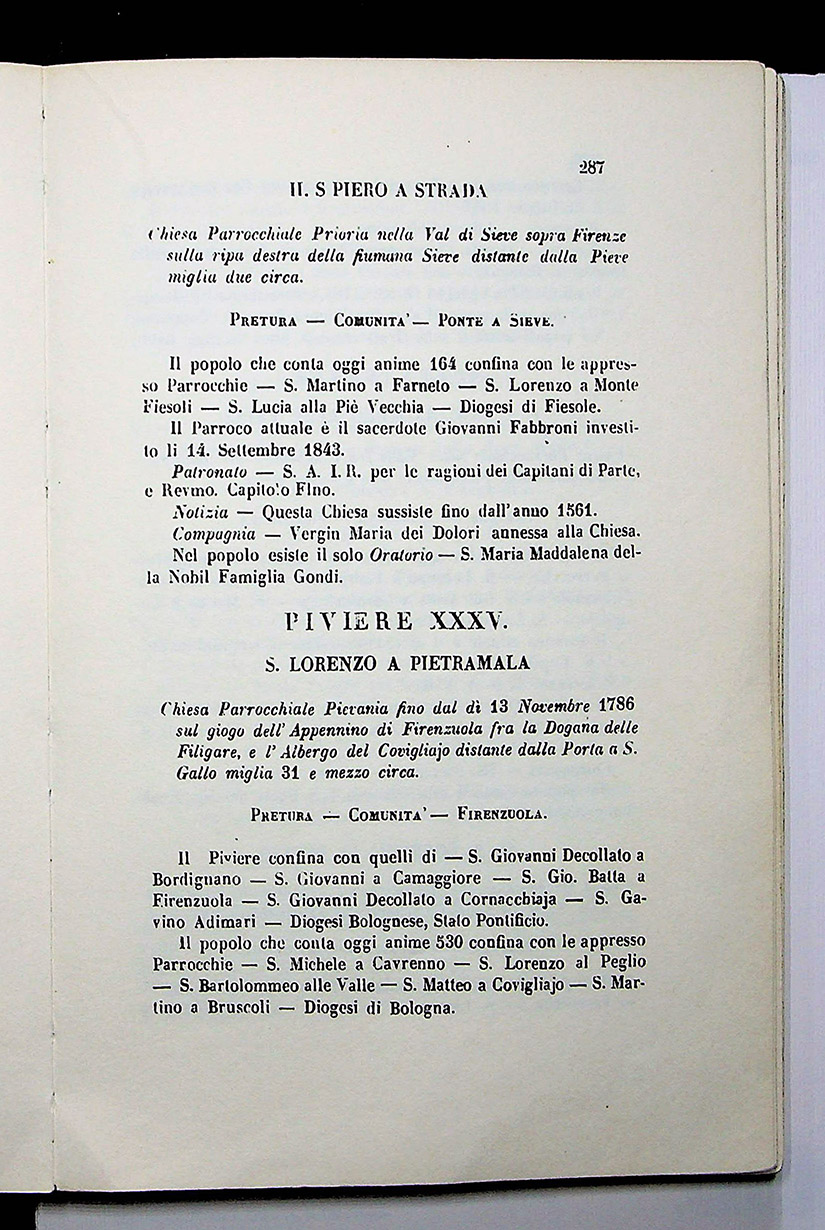 287
II. S PIERO A STRADA
Chiesa Parrocchiale Prioria nella Val di Sieve sopra Firenze
sulla ripa destra della fiumana Sieve distante dalla Pieve
miglia due circa.
PRETURA — COMUNITA' — PONTE A SIEVE.
Il popolo che conta oggi anime 164 confina con le appres-
so Parrocchie — S. Martino a Farneto — S. Lorenzo a Monte
Fiesoli — S. Lucia alla Piè Vecchia — Diogesi di Fiesole.
Il Parroco attuale è il sacerdote Giovanni Fabbroni investi-
to li 14. Settembre 1843.
Patronato — S. A. I. R. per le ragioni dei Capitani di Parte,
e Revmo. Capitolo Flno.
Notizia — Questa Chiesa sussiste fino dall'anno 1561.
Compagnia — Vergin Maria dei Dolori annessa alla Chiesa.
Nel popolo esiste il solo Oratorio — S. Maria Maddalena del-
la Nobil Famiglia Gondi.
PIVIERE XXXV.
S. LORENZO A PIETRAMALA
Chiesa Parrocchiale Pievania fino dal dì 13 Novembre 1786
sul giogo dell'Appennino di Firenzuola fra la Dogana delle
Filigare, e l'Albergo del Covigliajo distante dalla Porta a S.
Gallo miglia 31 e mezzo circa.
PRETURA — COMUNITA' — FIRENZUOLA.
Il Piviere confina con quelli di — S. Giovanni Decollato a
Bordignano — S. Giovanni a Camaggiore — S. Gio. Batta a
Firenzuola — S. Giovanni Decollato a Cornacchiaja — S. Ga-
vino Adimari — Diogesi Bolognese, Stato Pontificio.
Il popolo che conta oggi anime 530 confina con le appresso
Parrocchie — S. Michele a Cavrenno — S. Lorenzo al Peglio
— S. Bartolommeo alle Valle — S. Matteo a Covigliajo — S. Mar-
tino a Bruscoli — Diogesi di Bologna.